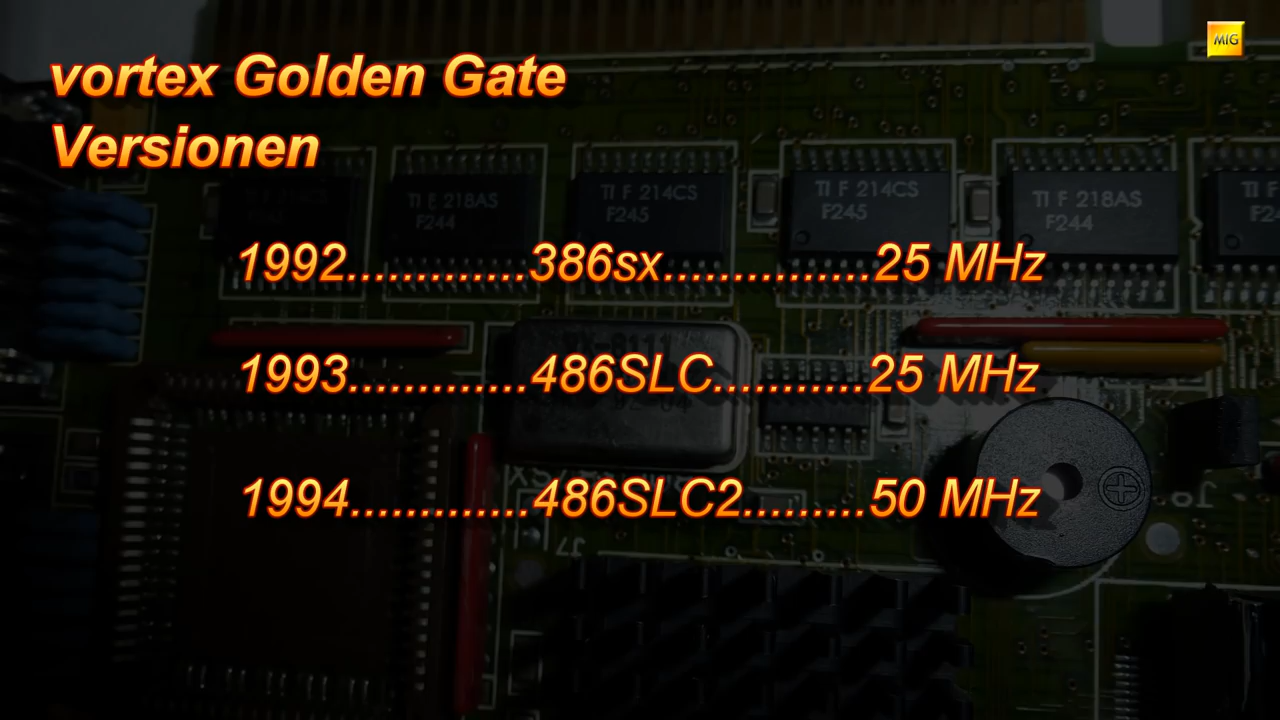 MIG
vortex Golden Gate
Versionen
TI F 218AS
F244
TI F 214CS
F245
TI F 214CS
F245
TI F 218AS
F244
TI F
1992.............386sx...............25 MHz
1993.............486SLC...........25 MHz
1994.............486SLC2.........50 MHz